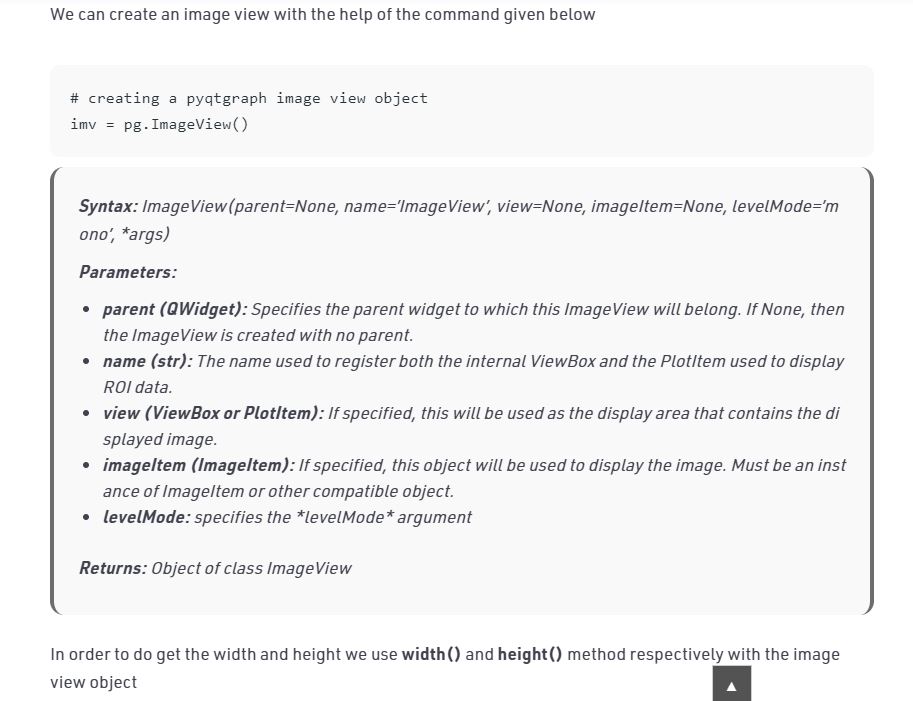 We can create an image view with the help of the command given below
# creating a pyqtgraph image view object
imv = pg.ImageView()
Syntax: ImageView(parent=None, name='ImageView', view=None, imageItem=None, levelMode='m
ono', *args)
Parameters:
• parent (QWidget): Specifies the parent widget to which this ImageView will belong. If None, then
the ImageView is created with no parent.
• name (str): The name used to register both the internal ViewBox and the PlotItem used to display
ROI data.
• view (ViewBox or PlotItem): If specified, this will be used as the display area that contains the di
splayed image.
• imageItem (ImageItem): If specified, this object will be used to display the image. Must be an inst
ance of ImageItem or other compatible object.
• levelMode: specifies the *levelMode* argument
Returns: Object of class ImageView
In order to do get the width and height we use width() and height() method respectively with the image
view object